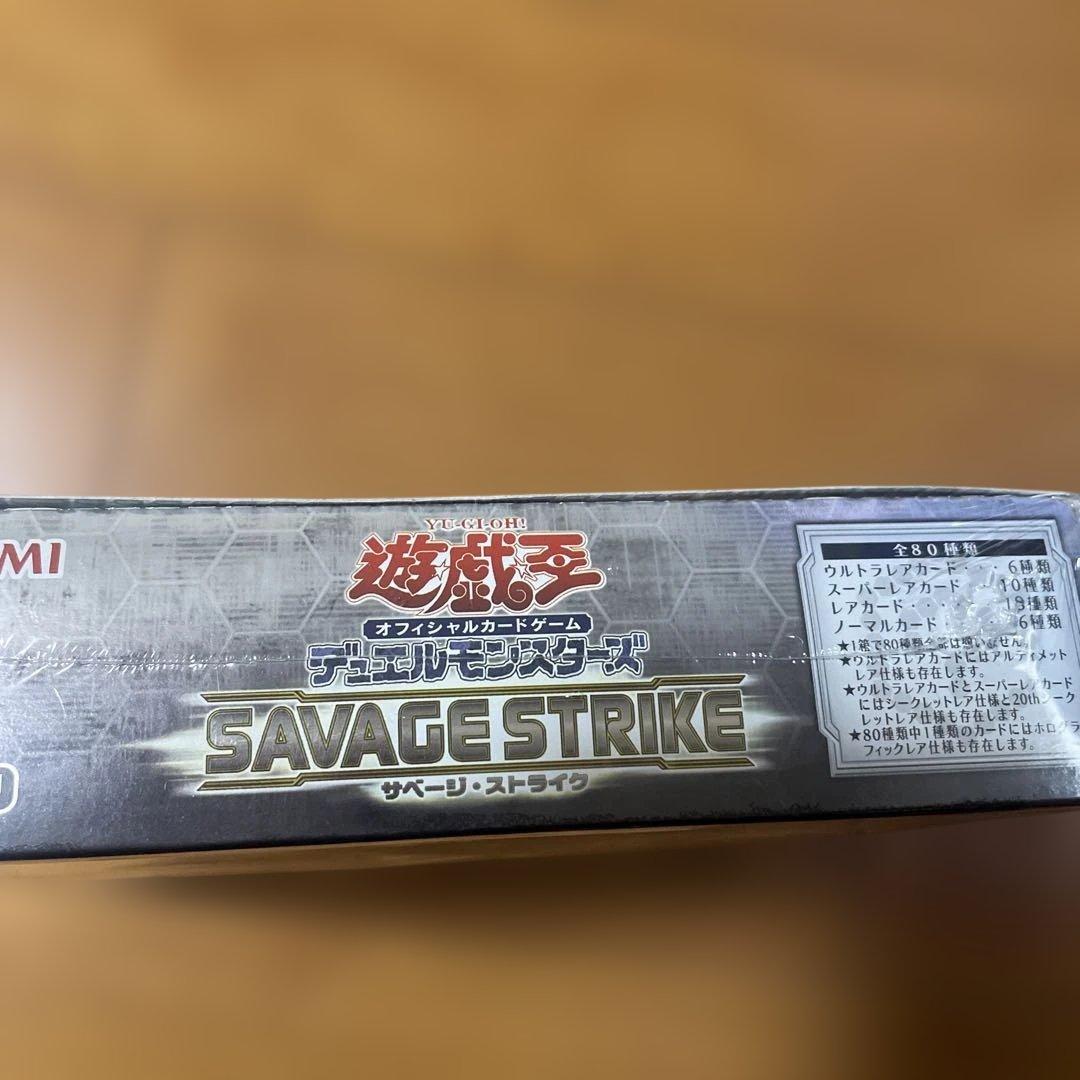 MI
YU-GI-OH!
遊戯王
オフィシャルカードゲーム
デュエルモンスターズ
SAVAGE STRIKE
サベージ・ストライク
全80種類
ウルトラレアカード・・・6種類
スーパーレアカード 10種類
レアカード・・・・ 18種類
ノーマルカード 6種類
★1箱で80種類全ては揃いません。
★ウルトラレアカードにはアルティメット
レア仕様も存在します。
★ウルトラレアカードとスーパーレアカード
にはシークレットレア仕様と20thシーク
レットレア仕様も存在します。
★80種類中1種類のカードにはホログラ
フィックレア仕様も存在します。